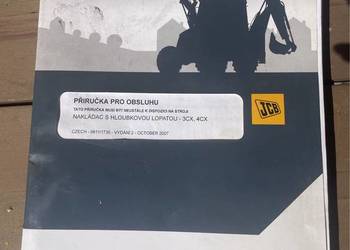 PŘÍRUČKA PRO OBSLUHU
TATO PŘÍRUČKA MUSÍ BÝT NEUSTÁLE K DISPOZICI NA STROJI
NAKLADAČ S HLOUBKOVOU LOPATOU - 3CX, 4CX
CZECH - 9811/1730 - VYDÁNÍ 2 - OCTOBER 2007
JCB